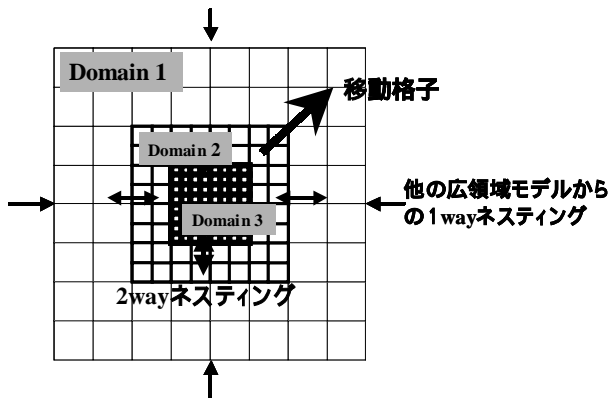 Domain 1
移動格子
Domain 2
他の広領域モデルから
の1wayネスティング
Domain 3
2wayネスティング